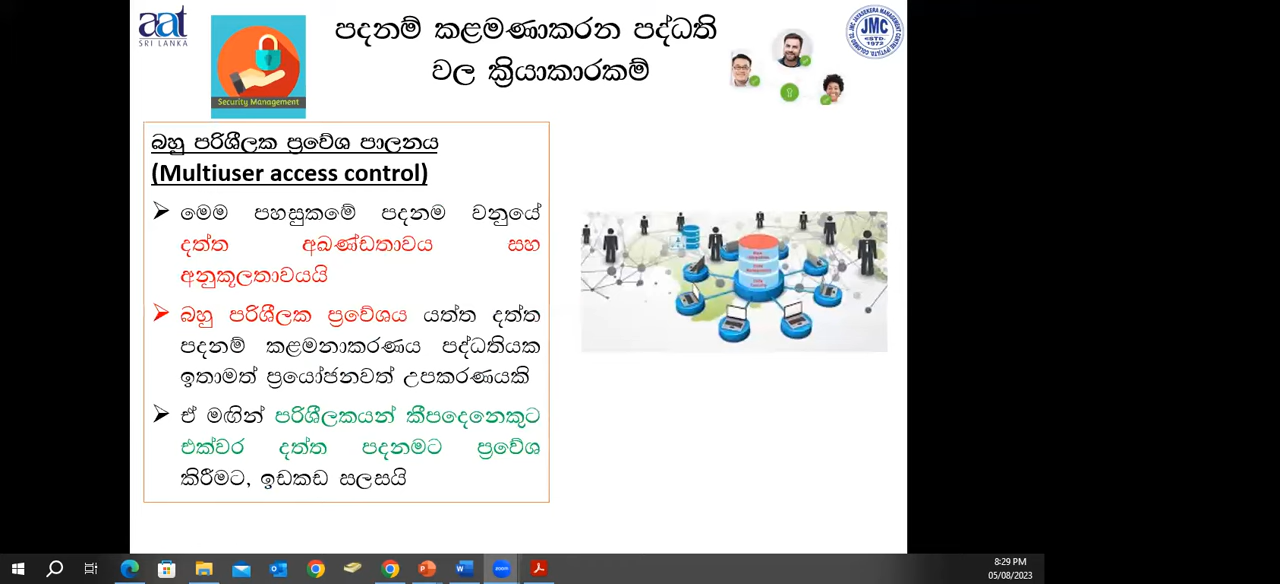 aat
SRI LANKA
Security Management
පදනම් කළමණාකරන පද්ධති
වල ක්‍රියාකාරකම්
JMC
ESTD.
1972
බහු පරිශීලක ප්‍රවේශ පාලනය
(Multiuser access control)
මෙම පහසුකමේ පදනම වනුයේ
දත්ත අඛණ්ඩතාවය සහ
අනුකූලතාවයයි
බහු පරිශීලක ප්‍රවේශය යන්න දත්ත
පදනම් කළමනාකරණය පද්ධතියක
ඉතාමත් ප්‍රයෝජනවත් උපකරණයකි
ඒ මඟින් පරිශීලකයන් කීපදෙනෙකුට
එක්වර දත්ත පදනමට ප්‍රවේශ
කිරීමට, ඉඩකඩ සලසයි
zoom
8:29 PM
05/08/2023